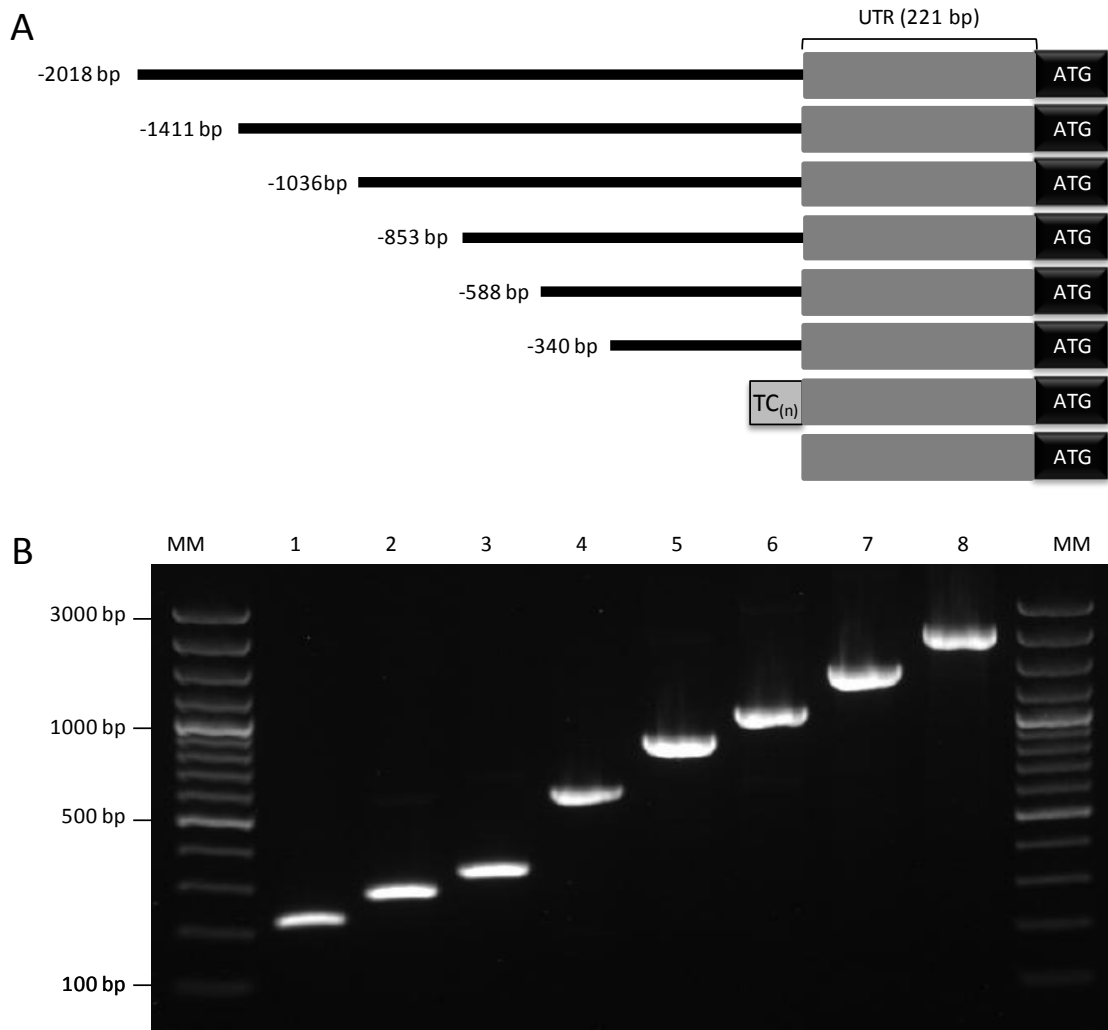 A
UTR (221 bp)
-2018 bp ATG
-1411 bp ATG
-1036bp ATG
-853 bp ATG
-588 bp ATG
-340 bp ATG
TC(n) ATG
ATG
B
MM 1 2 3 4 5 6 7 8 MM
3000 bp
1000 bp
500 bp
100 bp